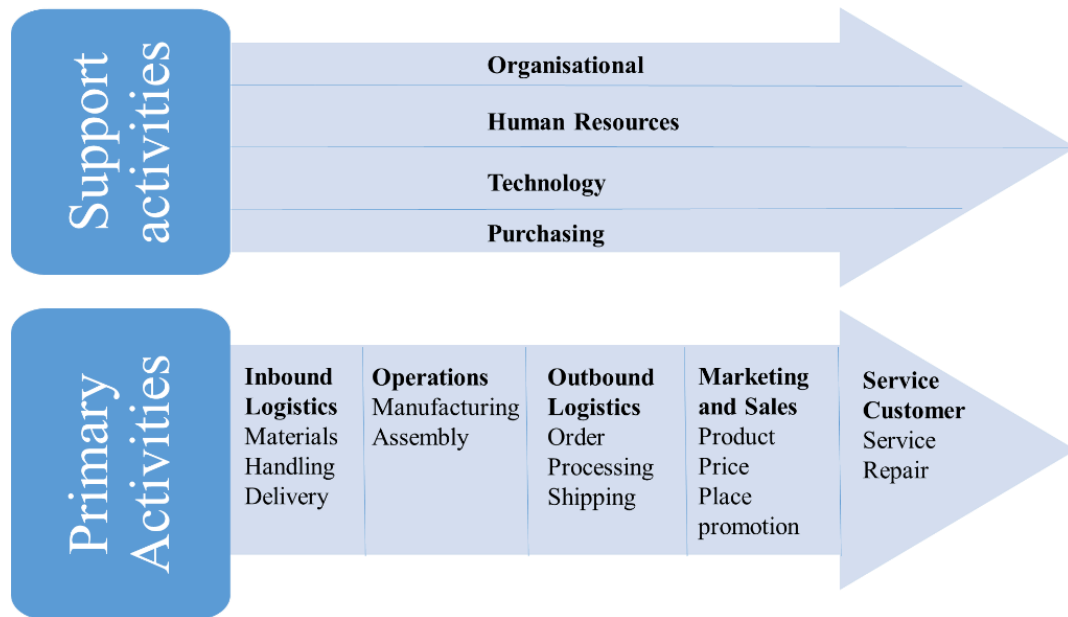 Support
activities
Organisational
Human Resources
Technology
Purchasing
Primary
Activities
Inbound
Logistics
Materials
Handling
Delivery
Operations
Manufacturing
Assembly
Outbound
Logistics
Order
Processing
Shipping
Marketing
and Sales
Product
Price
Place
promotion
Service
Customer
Service
Repair